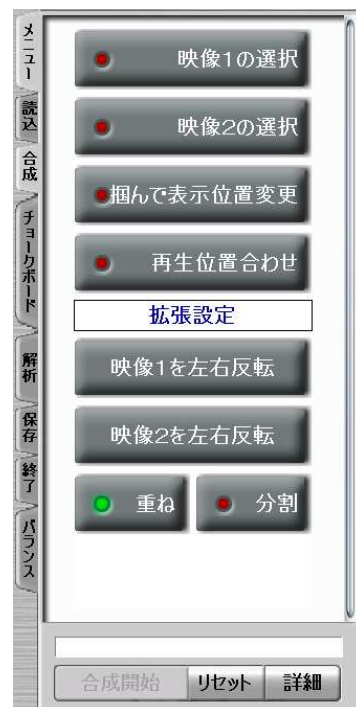 メニュー
読込
合成
チョークボード
解析
保存
終了
バランス
映像1の選択
映像2の選択
掴んで表示位置変更
再生位置合わせ
拡張設定
映像1を左右反転
映像2を左右反転
重ね
分割
合成開始
リセット
詳細